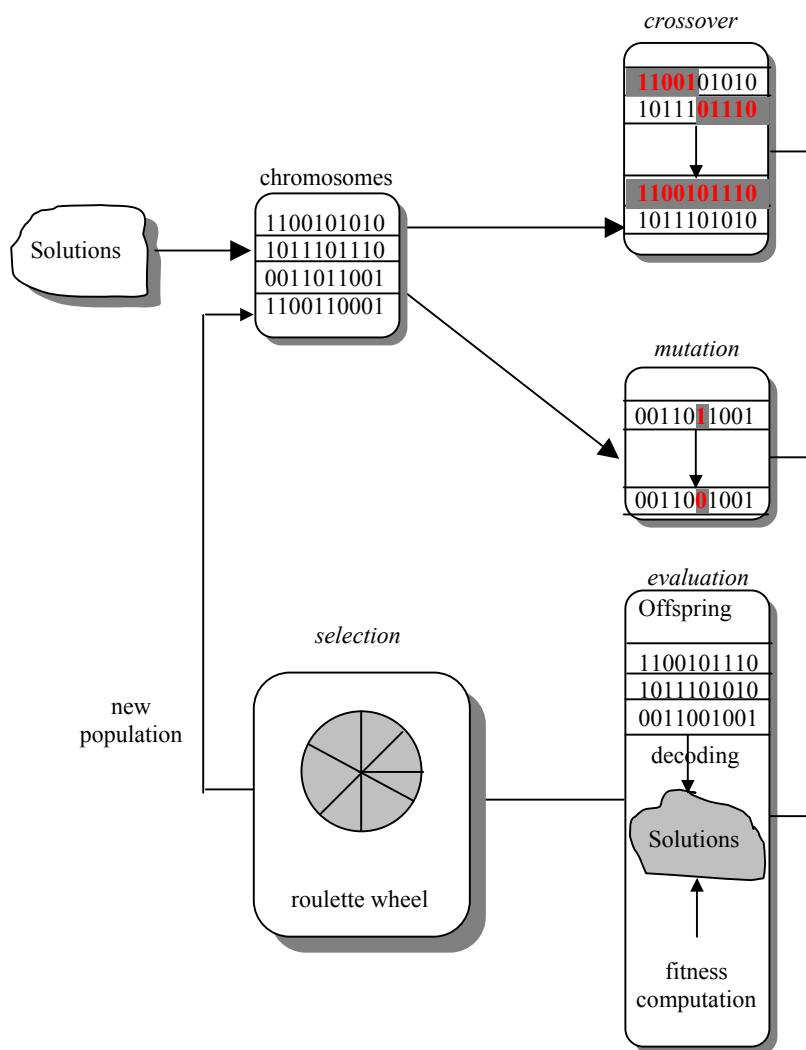 crossover
1100101010
1011101110
1100101110
1011101010
chromosomes
1100101010
1011101110
0011011001
1100110001
Solutions
mutation
0011011001
0011001001
evaluation
Offspring
1100101110
1011101010
0011001001
decoding
Solutions
fitness
computation
selection
roulette wheel
new
population